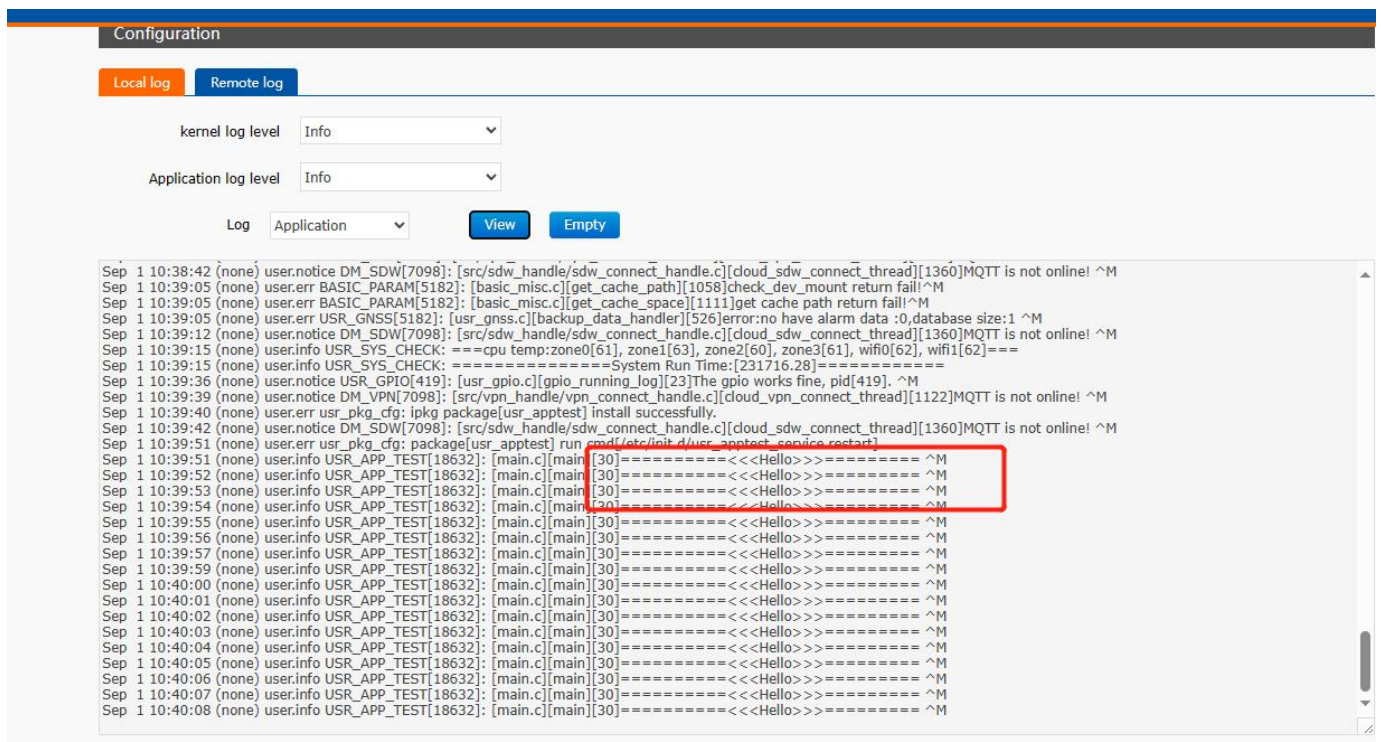 Configuration
Local log Remote log
kernel log level Info
Application log level Info
Log Application View Empty
Sep 1 10:38:42 (none) user.notice DM_SDW[7098]: [src/sdw_handle/sdw_connect_handle.c][cloud_sdw_connect_thread][1360]MQTT is not online! ^M
Sep 1 10:39:05 (none) user.err BASIC_PARAM[5182]: [basic_misc.c][get_cache_path][1058]check_dev_mount return fail!^M
Sep 1 10:39:05 (none) user.err BASIC_PARAM[5182]: [basic_misc.c][get_cache_space][1111]get cache path return fail!^M
Sep 1 10:39:05 (none) user.err USR_GNSS[5182]: [usr_gnss.c][backup_data_handler][526]error:no have alarm data :0,database size:1 ^M
Sep 1 10:39:12 (none) user.notice DM_SDW[7098]: [src/sdw_handle/sdw_connect_handle.c][cloud_sdw_connect_thread][1360]MQTT is not online! ^M
Sep 1 10:39:15 (none) user.info USR_SYS_CHECK: ===cpu temp:zone0[61], zone1[63], zone2[60], zone3[61], wifi0[62], wifi1[62]===
Sep 1 10:39:15 (none) user.info USR_SYS_CHECK: ===============System Run Time:[231716.28]============
Sep 1 10:39:36 (none) user.notice USR_GPIO[419]: [usr_gpio.c][gpio_running_log][23]The gpio works fine, pid[419]. ^M
Sep 1 10:39:39 (none) user.notice DM_VPN[7098]: [src/vpn_handle/vpn_connect_handle.c][cloud_vpn_connect_thread][1122]MQTT is not online! ^M
Sep 1 10:39:40 (none) user.err usr_pkg_cfg: ipkg package[usr_apptest] install successfully.
Sep 1 10:39:42 (none) user.notice DM_SDW[7098]: [src/sdw_handle/sdw_connect_handle.c][cloud_sdw_connect_thread][1360]MQTT is not online! ^M
Sep 1 10:39:51 (none) user.err usr_pkg_cfg: package[usr_apptest] run cmd[/etc/init.d/usr_apptest_service restart]
Sep 1 10:39:51 (none) user.info USR_APP_TEST[18632]: [main.c][main][30]==========<<<Hello>>>========= ^M
Sep 1 10:39:52 (none) user.info USR_APP_TEST[18632]: [main.c][main][30]==========<<<Hello>>>========= ^M
Sep 1 10:39:53 (none) user.info USR_APP_TEST[18632]: [main.c][main][30]==========<<<Hello>>>========= ^M
Sep 1 10:39:54 (none) user.info USR_APP_TEST[18632]: [main.c][main][30]==========<<<Hello>>>========= ^M
Sep 1 10:39:55 (none) user.info USR_APP_TEST[18632]: [main.c][main][30]==========<<<Hello>>>========= ^M
Sep 1 10:39:56 (none) user.info USR_APP_TEST[18632]: [main.c][main][30]==========<<<Hello>>>========= ^M
Sep 1 10:39:57 (none) user.info USR_APP_TEST[18632]: [main.c][main][30]==========<<<Hello>>>========= ^M
Sep 1 10:39:59 (none) user.info USR_APP_TEST[18632]: [main.c][main][30]==========<<<Hello>>>========= ^M
Sep 1 10:40:00 (none) user.info USR_APP_TEST[18632]: [main.c][main][30]==========<<<Hello>>>========= ^M
Sep 1 10:40:01 (none) user.info USR_APP_TEST[18632]: [main.c][main][30]==========<<<Hello>>>========= ^M
Sep 1 10:40:02 (none) user.info USR_APP_TEST[18632]: [main.c][main][30]==========<<<Hello>>>========= ^M
Sep 1 10:40:03 (none) user.info USR_APP_TEST[18632]: [main.c][main][30]==========<<<Hello>>>========= ^M
Sep 1 10:40:04 (none) user.info USR_APP_TEST[18632]: [main.c][main][30]==========<<<Hello>>>========= ^M
Sep 1 10:40:05 (none) user.info USR_APP_TEST[18632]: [main.c][main][30]==========<<<Hello>>>========= ^M
Sep 1 10:40:06 (none) user.info USR_APP_TEST[18632]: [main.c][main][30]==========<<<Hello>>>========= ^M
Sep 1 10:40:07 (none) user.info USR_APP_TEST[18632]: [main.c][main][30]==========<<<Hello>>>========= ^M
Sep 1 10:40:08 (none) user.info USR_APP_TEST[18632]: [main.c][main][30]==========<<<Hello>>>========= ^M